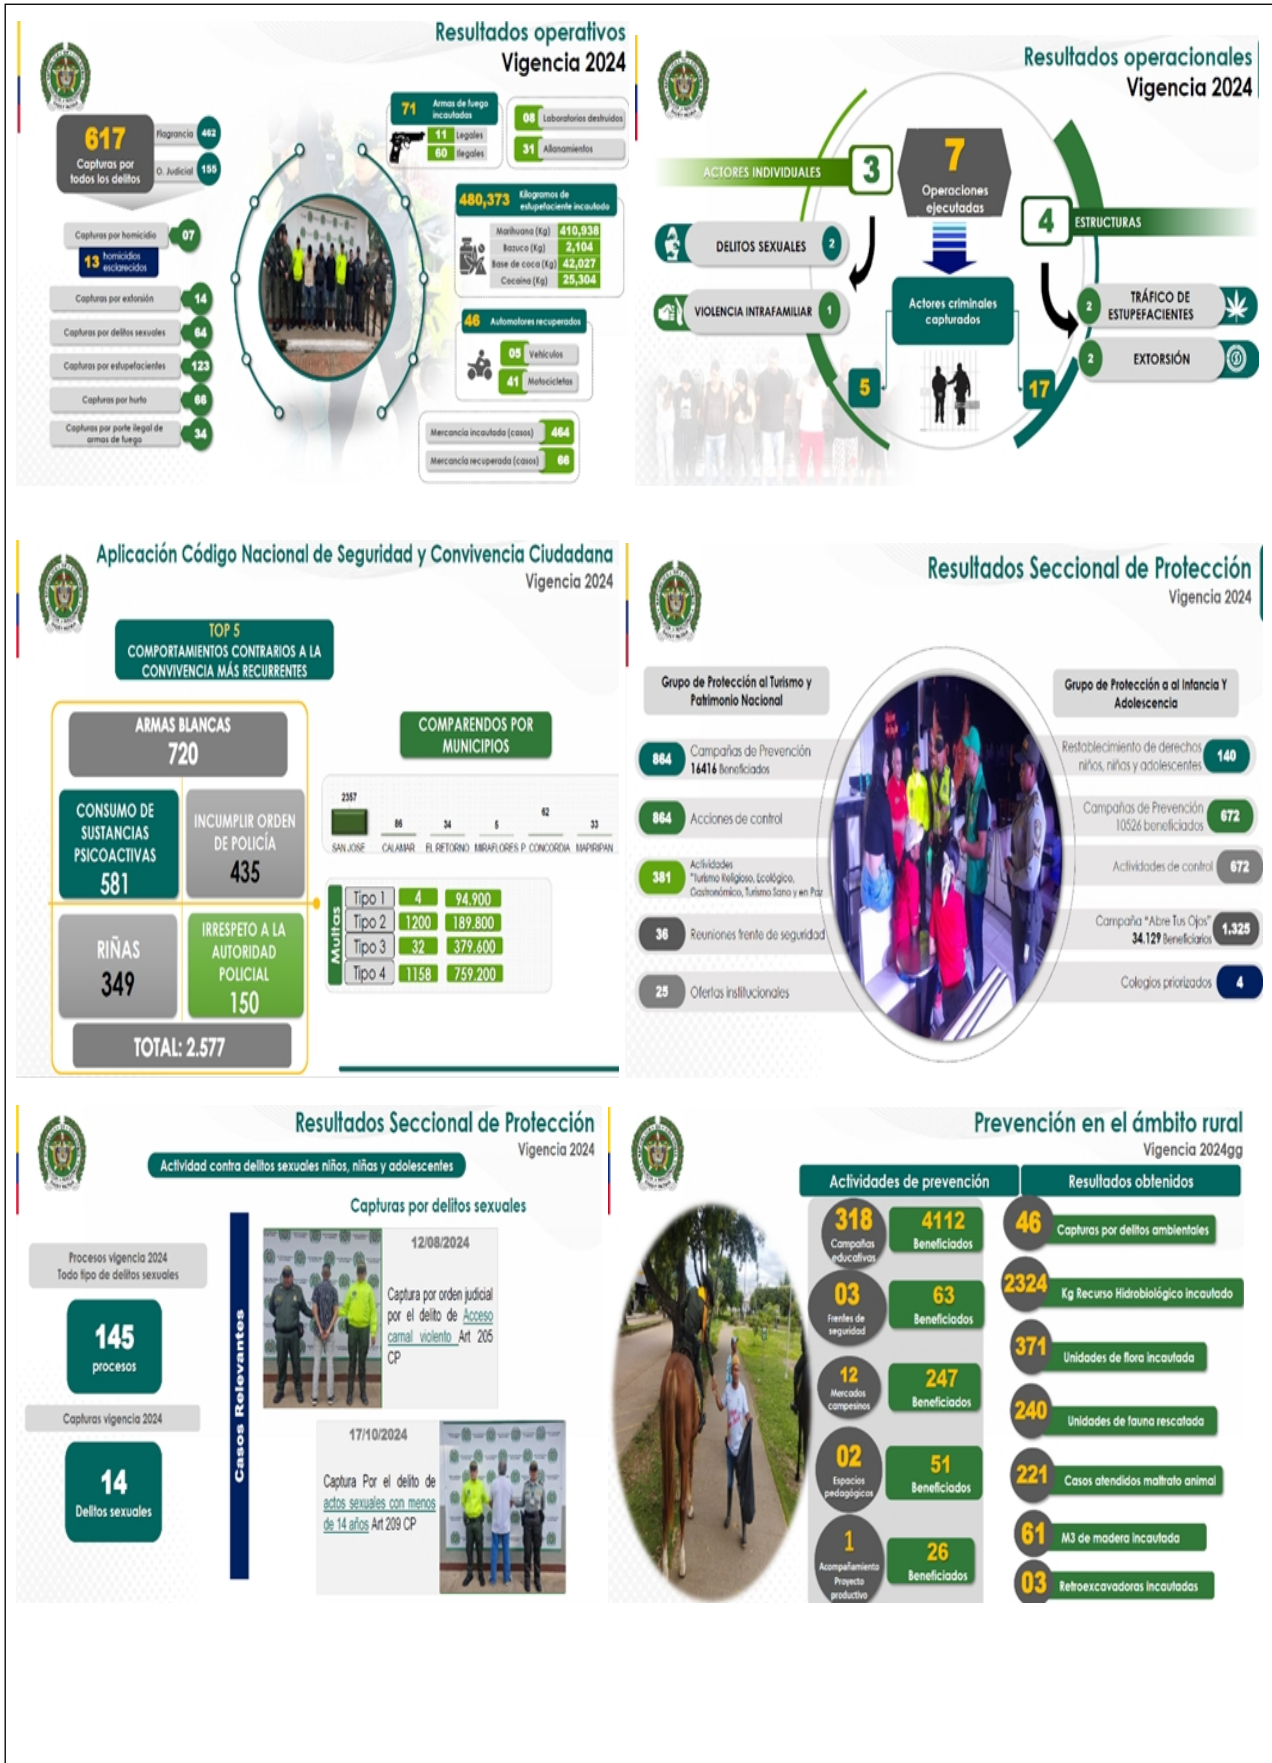 Resultados operativos
Vigencia 2024
617
Capturas por
todos los delitos
Flagrancia 462
O. Judicial 155
Capturas por homicidio 07
13 homicidios
esclarecidos
Capturas por extorsión 14
Capturas por delitos sexuales 64
Capturas por estupefacientes 123
Capturas por hurto 66
Capturas por porte ilegal de
armas de fuego 34
71 Armas de fuego
incautadas
11 Legales
60 Ilegales
08 Laboratorios destruidos
31 Allanamientos
480,373 Kilogramos de
estupefaciente incautado
Marihuana (Kg) 410,938
Bazuco (Kg) 2,104
Base de coca (Kg) 42,027
Cocaína (Kg) 25,304
46 Automotores recuperados
05 Vehículos
41 Motocicletas
Mercancía incautada (casos) 464
Mercancía recuperada (casos) 66
Resultados operacionales
Vigencia 2024
ACTORES INDIVIDUALES 3
7
Operaciones
ejecutadas
4 ESTRUCTURAS
DELITOS SEXUALES 2
VIOLENCIA INTRAFAMILIAR 1
Actores criminales
capturados
5
17
2 TRÁFICO DE
ESTUPEFACIENTES
2 EXTORSIÓN
Aplicación Código Nacional de Seguridad y Convivencia Ciudadana
Vigencia 2024
TOP 5
COMPORTAMIENTOS CONTRARIOS A LA
CONVIVENCIA MÁS RECURRENTES
ARMAS BLANCAS
720
CONSUMO DE
SUSTANCIAS
PSICOACTIVAS
581
INCUMPLIR ORDEN
DE POLICÍA
435
RIÑAS
349
IRRESPETO A LA
AUTORIDAD
POLICIAL
150
TOTAL: 2.577
COMPARENDOS POR
MUNICIPIOS
2357 86 34 5 62 33
SAN JOSE CALAMAR EL RETORNO MIRAFLORES P. CONCORDIA MAPIRIPAN
Multas
Tipo 1 4 94.900
Tipo 2 1200 189.800
Tipo 3 32 379.600
Tipo 4 1158 759.200
Resultados Seccional de Protección
Vigencia 2024
Grupo de Protección al Turismo y
Patrimonio Nacional
864 Campañas de Prevención
16416 Beneficiados
864 Acciones de control
381 Actividades
"Turismo Religioso, Ecológico,
Gastronómico, Turismo Sano y en Paz
36 Reuniones frente de seguridad
25 Ofertas institucionales
Grupo de Protección a al Infancia Y
Adolescencia
Restablecimiento de derechos
niños, niñas y adolescentes 140
Campañas de Prevención
10526 beneficiados 672
Actividades de control 672
Campaña "Abre Tus Ojos"
34.129 Beneficiarios 1.325
Colegios priorizados 4
Resultados Seccional de Protección
Vigencia 2024
Actividad contra delitos sexuales niños, niñas y adolescentes
Procesos vigencia 2024
Todo tipo de delitos sexuales
145
procesos
Capturas vigencia 2024
14
Delitos sexuales
Casos Relevantes
Capturas por delitos sexuales
12/08/2024
Captura por orden judicial
por el delito de Acceso
carnal violento Art 205
CP
17/10/2024
Captura Por el delito de
actos sexuales con menos
de 14 años Art 209 CP
Prevención en el ámbito rural
Vigencia 2024gg
Actividades de prevención
318
Campañas
educativas
4112
Beneficiados
03
Frentes de
seguridad
63
Beneficiados
12
Mercados
campesinos
247
Beneficiados
02
Espacios
pedagógicos
51
Beneficiados
1
Acompañamiento
Proyecto
productivo
26
Beneficiados
Resultados obtenidos
46 Capturas por delitos ambientales
2324 Kg Recurso Hidrobiológico incautado
371 Unidades de flora incautada
240 Unidades de fauna rescatada
221 Casos atendidos maltrato animal
61 M3 de madera incautada
03 Retroexcavadoras incautadas